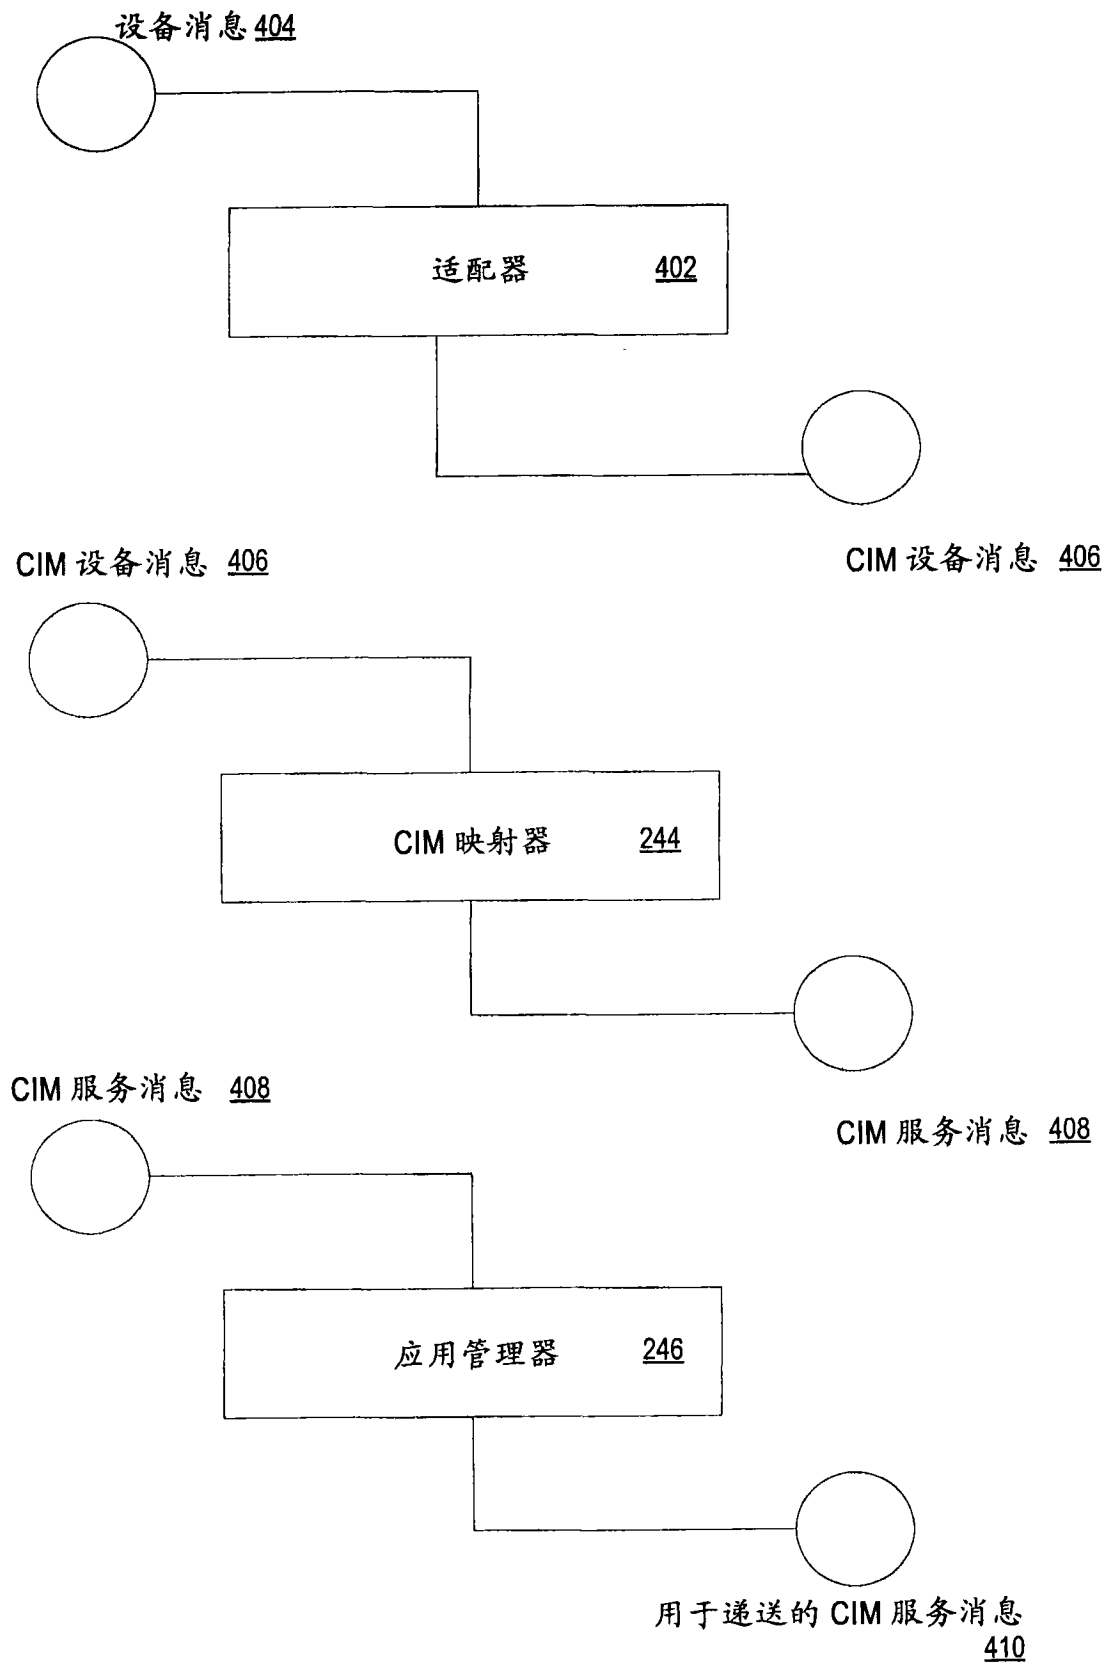 设备消息 404
适配器 402
CIM 设备消息 406
CIM 设备消息 406
CIM 映射器 244
CIM 服务消息 408
CIM 服务消息 408
应用管理器 246
用于递送的 CIM 服务消息
410